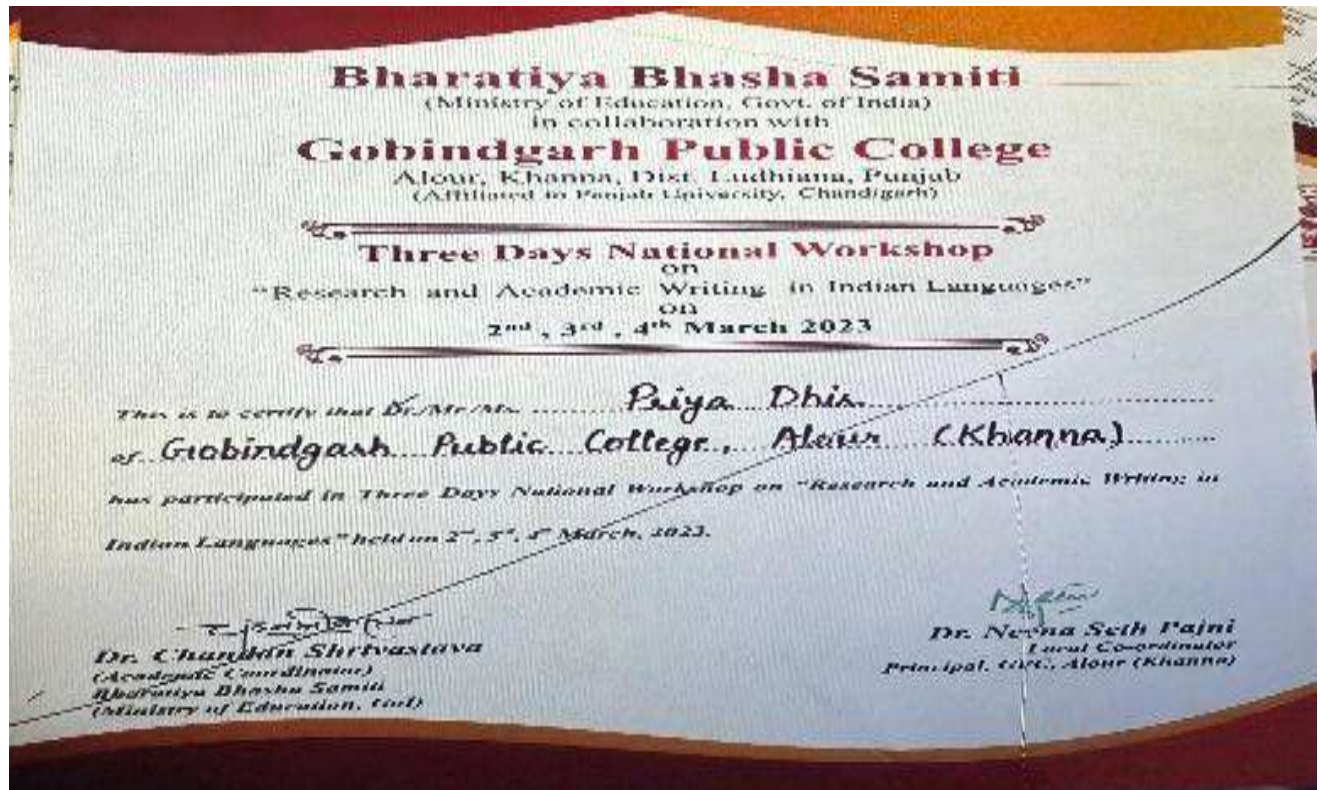 Bharatiya Bhasha Samiti
(Ministry of Education, Govt. of India)
in collaboration with
Gobindgarh Public College
Alour, Khanna, Dist. Ludhiana, Punjab
(Affiliated to Panjab University, Chandigarh)
Three Days National Workshop
on
"Research and Academic Writing in Indian Languages"
on
2nd, 3rd, 4th March 2023
This is to certify that Dr./Mr./Ms. Priya Dhir
of Gobindgarh Public College, Alour (Khanna)
has participated in Three Days National Workshop on "Research and Academic Writing in
Indian Languages" held on 2nd, 3rd, 4th March, 2023.
Dr. Chandan Shrivastava
(Academic Coordinator)
Bharatiya Bhasha Samiti
(Ministry of Education, GoI)
Dr. Neena Seth Pajni
Local Co-ordinator
Principal, GPC, Alour (Khanna)